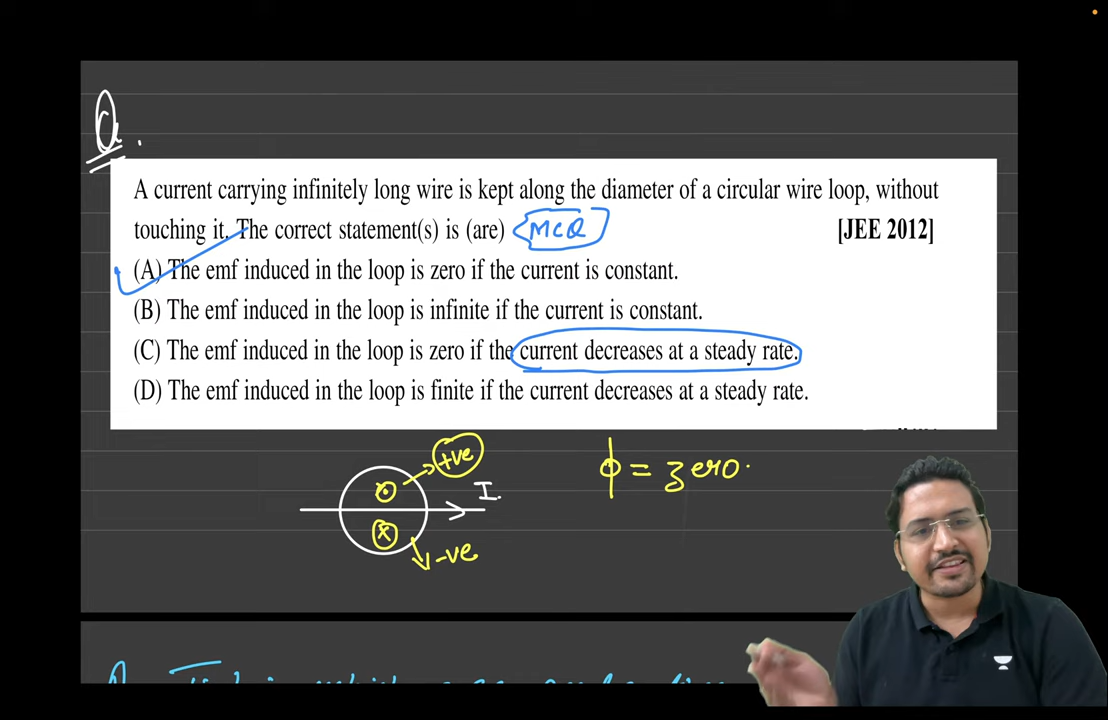 Q.
A current carrying infinitely long wire is kept along the diameter of a circular wire loop, without
touching it. The correct statement(s) is (are) MCQ [JEE 2012]
(A) The emf induced in the loop is zero if the current is constant.
(B) The emf induced in the loop is infinite if the current is constant.
(C) The emf induced in the loop is zero if the current decreases at a steady rate.
(D) The emf induced in the loop is finite if the current decreases at a steady rate.
+ve
I
-ve
ϕ = zero.